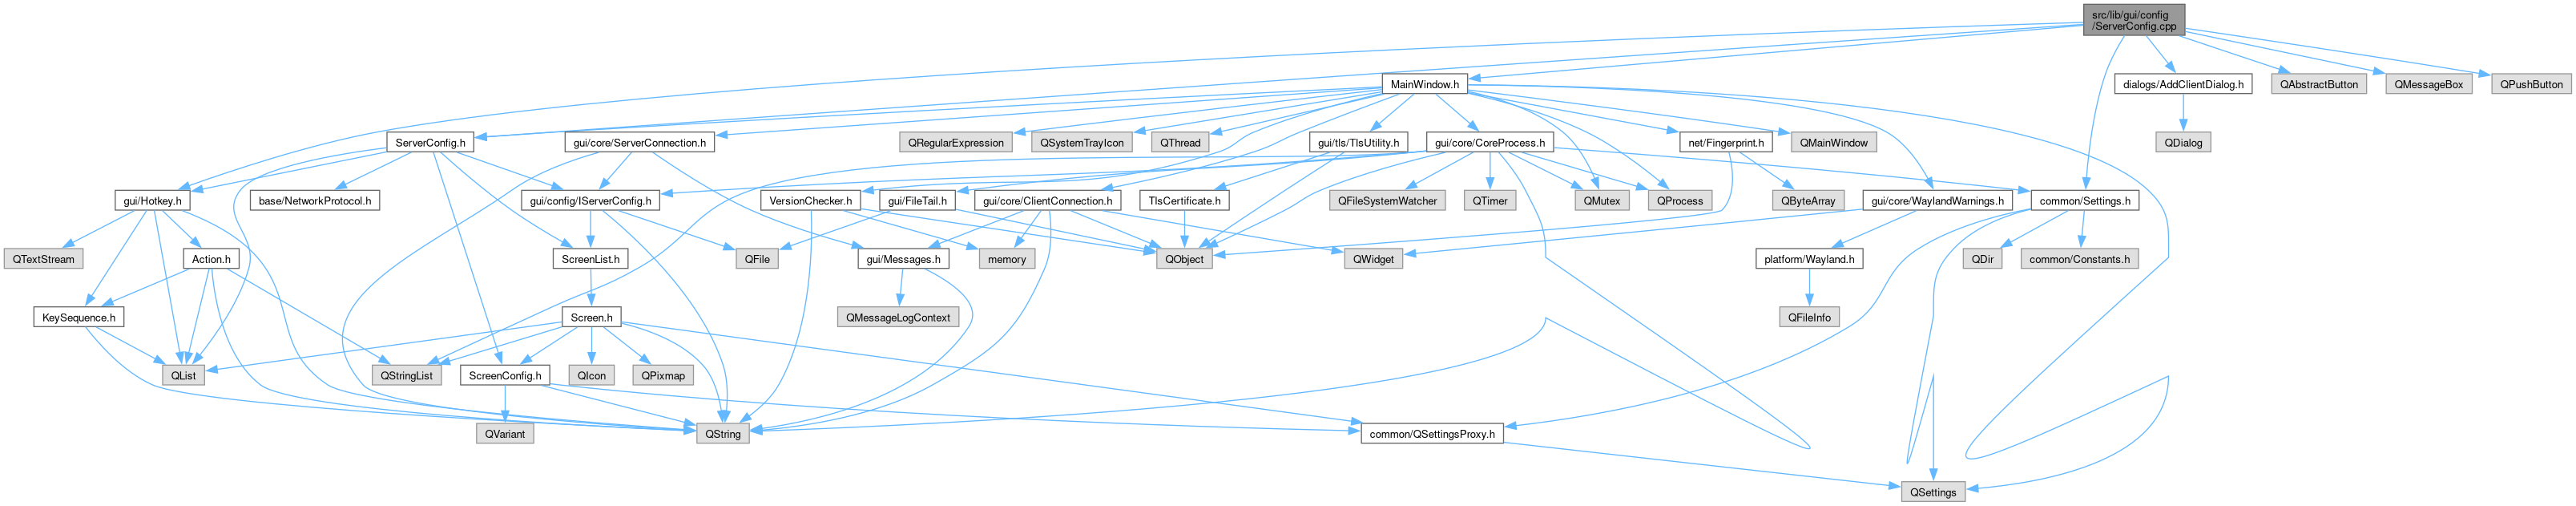 src/lib/gui/config
/ServerConfig.cpp
MainWindow.h
dialogs/AddClientDialog.h
QAbstractButton
QMessageBox
QPushButton
ServerConfig.h
gui/core/ServerConnection.h
QRegularExpression
QSystemTrayIcon
QThread
gui/tls/TlsUtility.h
gui/core/CoreProcess.h
net/Fingerprint.h
QMainWindow
QDialog
gui/Hotkey.h
base/NetworkProtocol.h
gui/config/IServerConfig.h
VersionChecker.h
gui/FileTail.h
gui/core/ClientConnection.h
TlsCertificate.h
QFileSystemWatcher
QTimer
QMutex
QProcess
QByteArray
gui/core/WaylandWarnings.h
common/Settings.h
QTextStream
Action.h
ScreenList.h
QFile
gui/Messages.h
memory
QObject
QWidget
platform/Wayland.h
QDir
common/Constants.h
KeySequence.h
Screen.h
QMessageLogContext
QFileInfo
QList
QStringList
ScreenConfig.h
QIcon
QPixmap
QVariant
QString
common/QSettingsProxy.h
QSettings